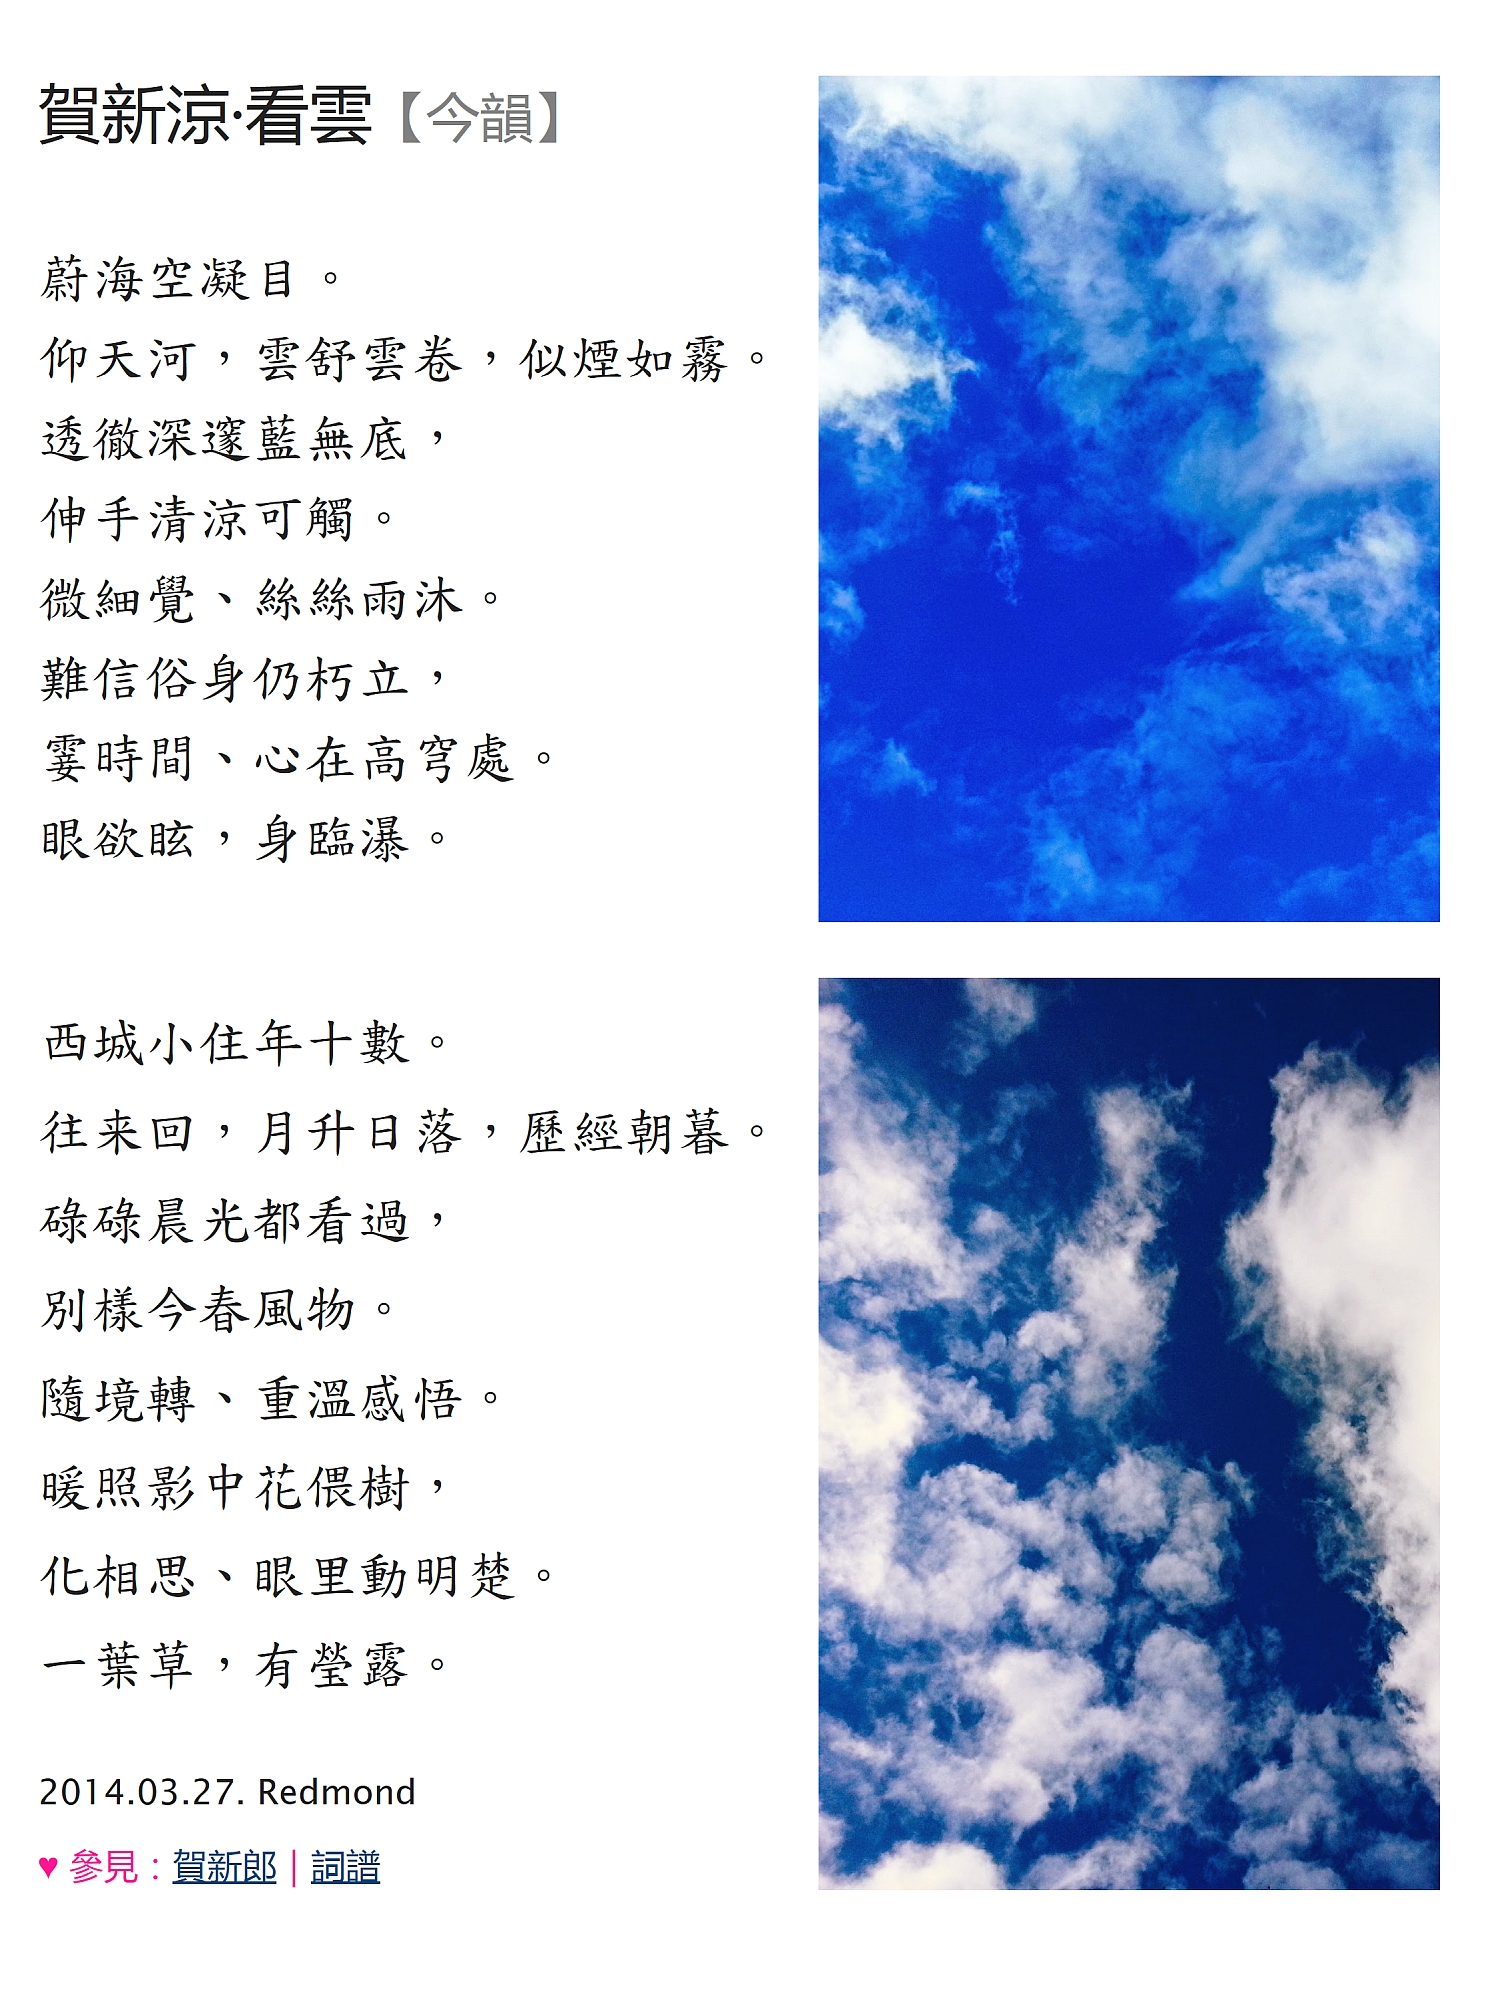 賀新涼·看雲【今韻】
蔚海空凝目。
仰天河，雲舒雲卷，似煙如霧。
透徹深邃藍無底，
伸手清涼可觸。
微細覺、絲絲雨沐。
難信俗身仍朽立，
霎時間、心在高穹處。
眼欲眩，身臨瀑。
西城小住年十數。
往来回，月升日落，歷經朝暮。
碌碌晨光都看過，
別樣今春風物。
隨境轉、重溫感悟。
暖照影中花偎樹，
化相思、眼里動明楚。
一葉草，有瑩露。
2014.03.27. Redmond
♥ 參見：賀新郎 | 詞譜